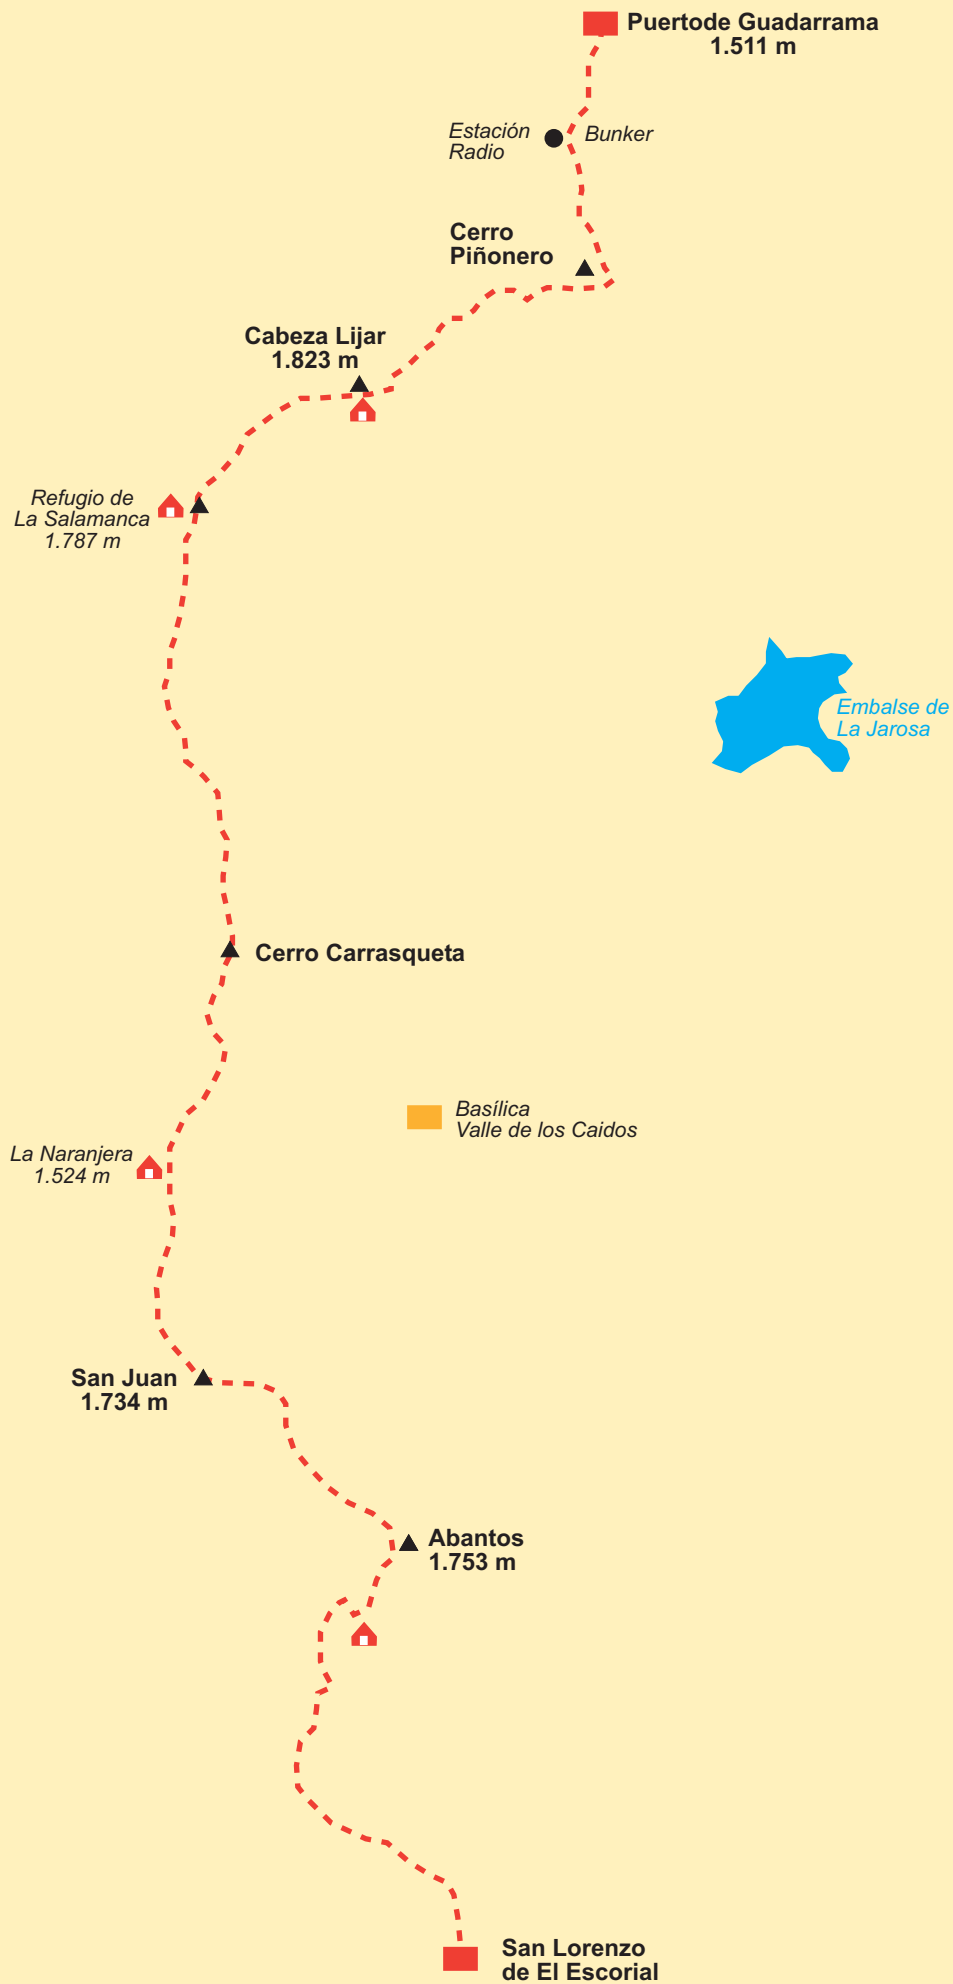 Puertode Guadarrama
1.511 m
Estación
Radio
Bunker
Cerro
Piñonero
Cabeza Lijar
1.823 m
Refugio de
La Salamanca
1.787 m
Embalse de
La Jarosa
Cerro Carrasqueta
Basílica
Valle de los Caidos
La Naranjera
1.524 m
San Juan
1.734 m
Abantos
1.753 m
San Lorenzo
de El Escorial